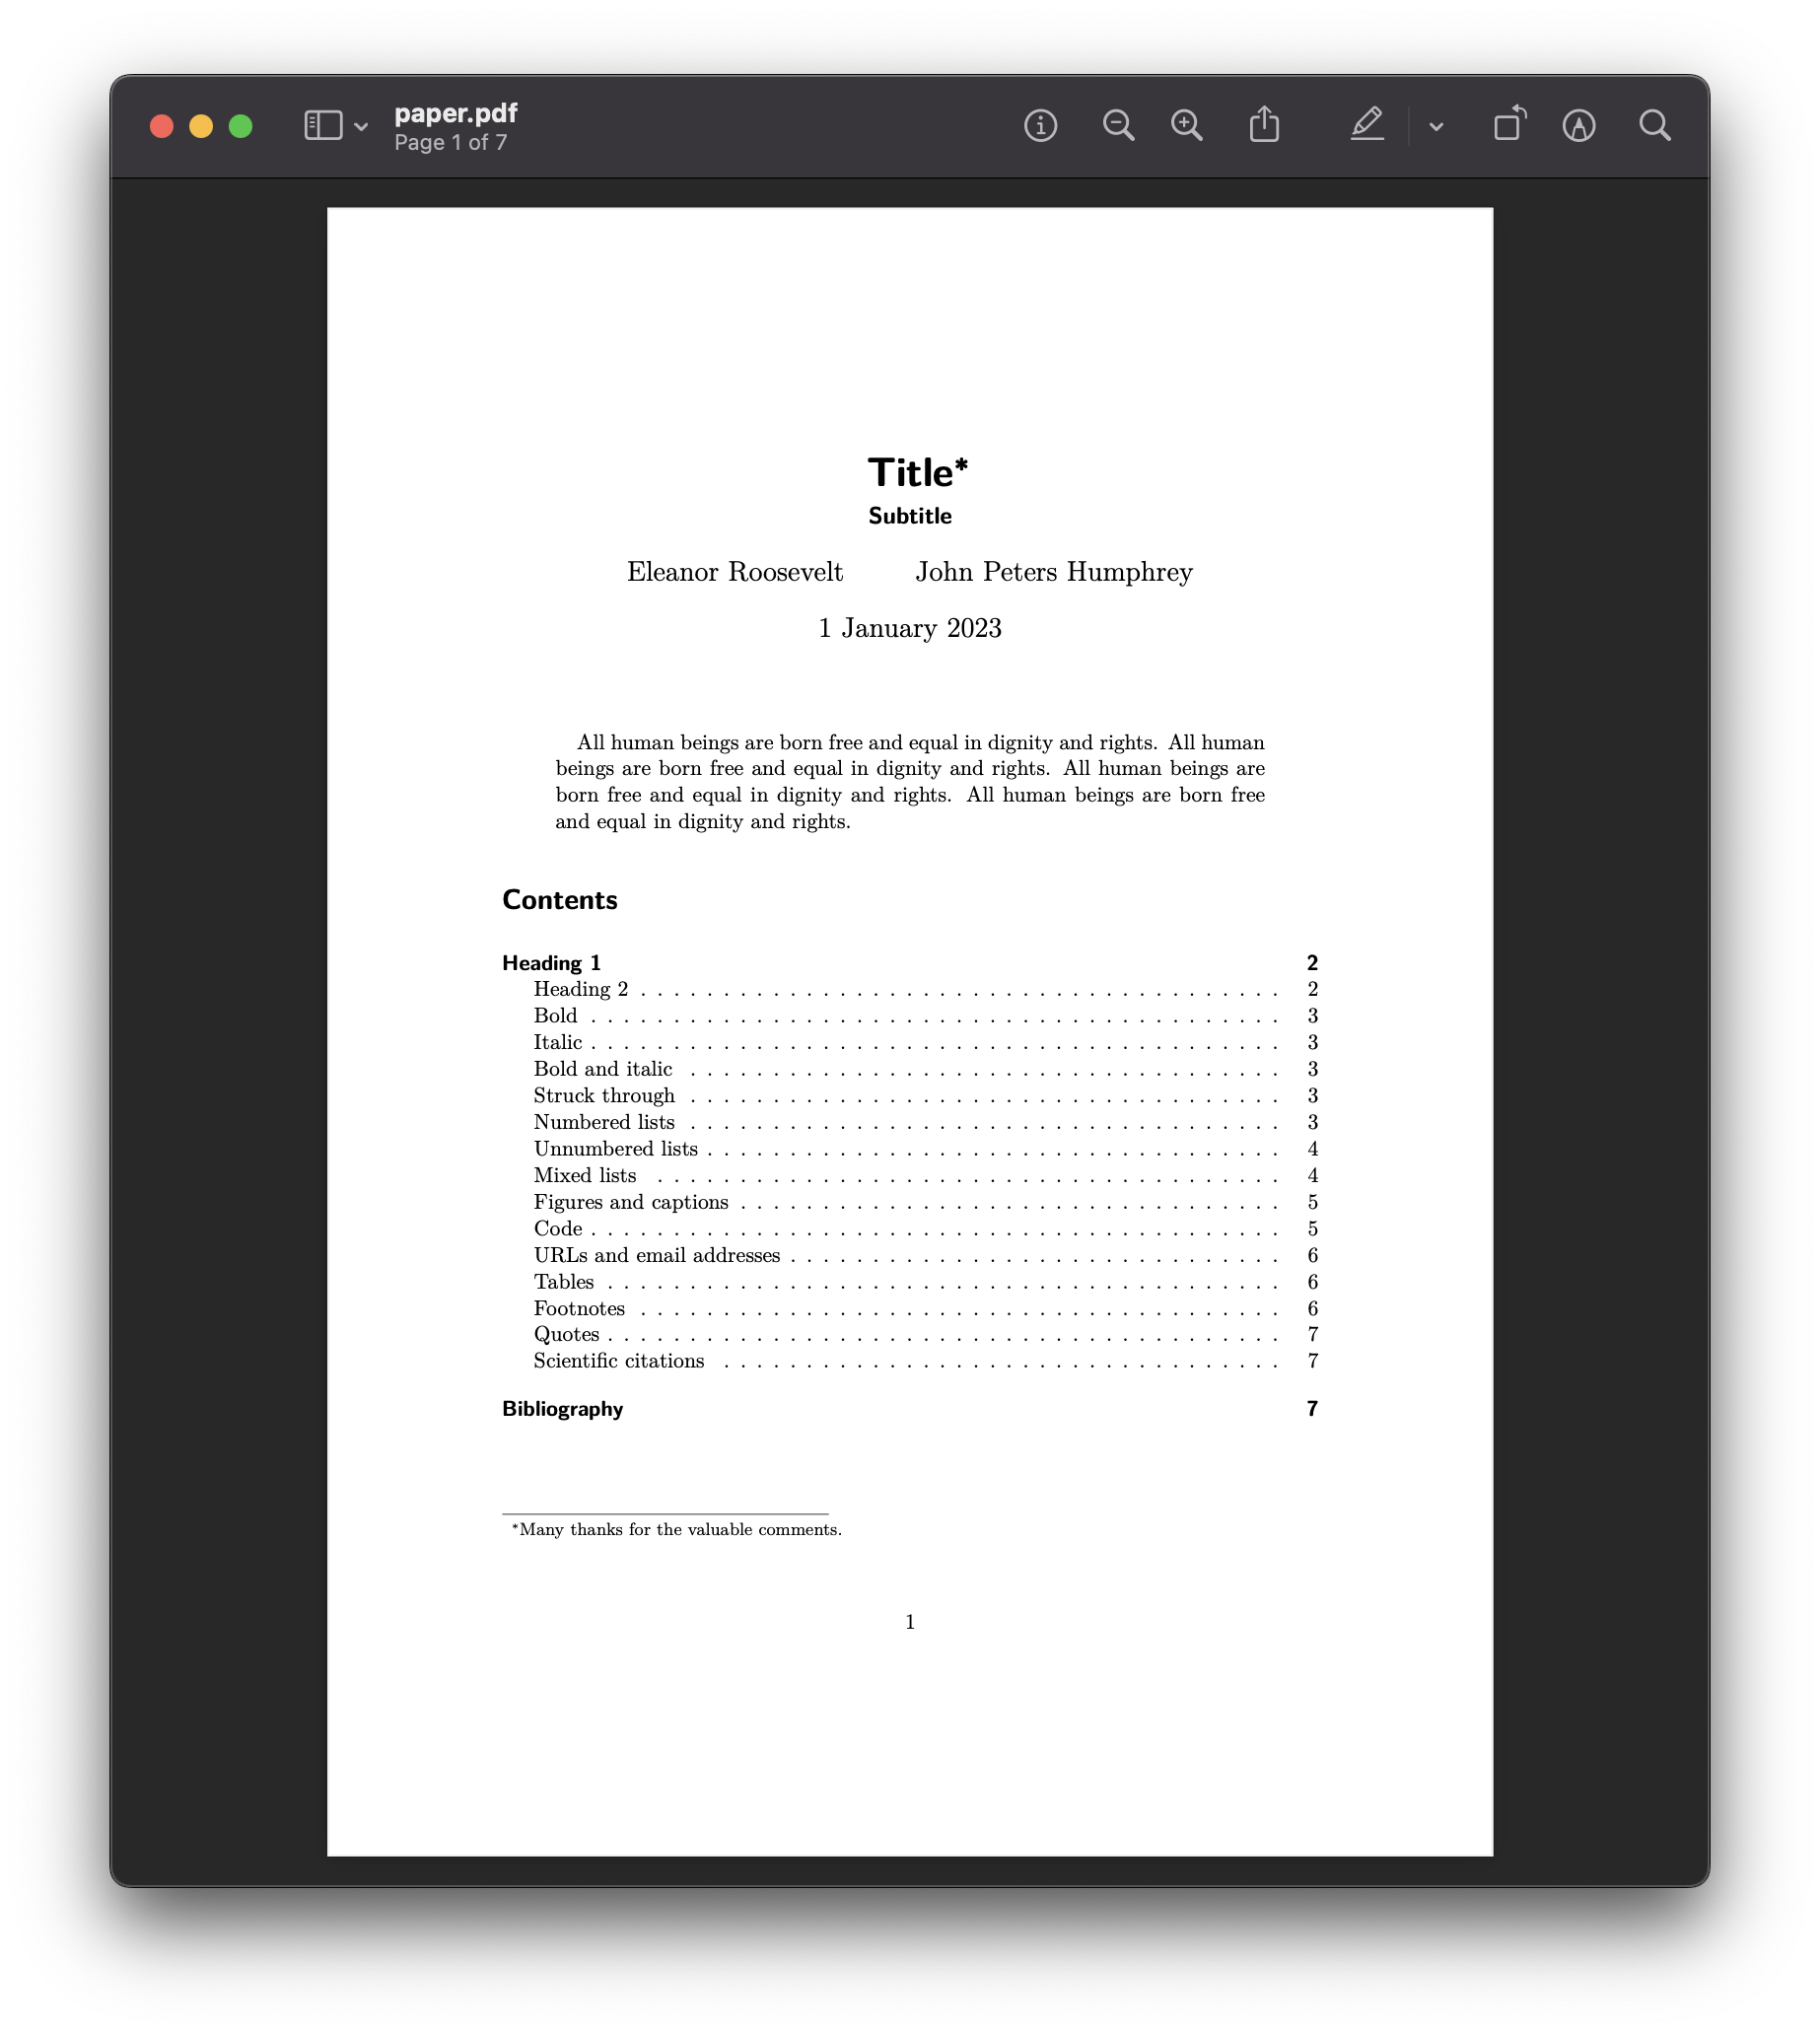 paper.pdf
Page 1 of 7
Title*
Subtitle
Eleanor Roosevelt John Peters Humphrey
1 January 2023
All human beings are born free and equal in dignity and rights. All human
beings are born free and equal in dignity and rights. All human beings are
born free and equal in dignity and rights. All human beings are born free
and equal in dignity and rights.
Contents
Heading 1 2
Heading 2 . . . . . . . . . . . . . . . . . . . . . . . . . . . . . . . . . . . . . . . 2
Bold . . . . . . . . . . . . . . . . . . . . . . . . . . . . . . . . . . . . . . . . . . 3
Italic . . . . . . . . . . . . . . . . . . . . . . . . . . . . . . . . . . . . . . . . . . 3
Bold and italic . . . . . . . . . . . . . . . . . . . . . . . . . . . . . . . . . . . . 3
Struck through . . . . . . . . . . . . . . . . . . . . . . . . . . . . . . . . . . . . 3
Numbered lists . . . . . . . . . . . . . . . . . . . . . . . . . . . . . . . . . . . . 3
Unnumbered lists . . . . . . . . . . . . . . . . . . . . . . . . . . . . . . . . . . . 4
Mixed lists . . . . . . . . . . . . . . . . . . . . . . . . . . . . . . . . . . . . . . 4
Figures and captions . . . . . . . . . . . . . . . . . . . . . . . . . . . . . . . . . 5
Code . . . . . . . . . . . . . . . . . . . . . . . . . . . . . . . . . . . . . . . . . . 5
URLs and email addresses . . . . . . . . . . . . . . . . . . . . . . . . . . . . . . 6
Tables . . . . . . . . . . . . . . . . . . . . . . . . . . . . . . . . . . . . . . . . . 6
Footnotes . . . . . . . . . . . . . . . . . . . . . . . . . . . . . . . . . . . . . . . 6
Quotes . . . . . . . . . . . . . . . . . . . . . . . . . . . . . . . . . . . . . . . . . 7
Scientific citations . . . . . . . . . . . . . . . . . . . . . . . . . . . . . . . . . . 7
Bibliography 7
*Many thanks for the valuable comments.
1